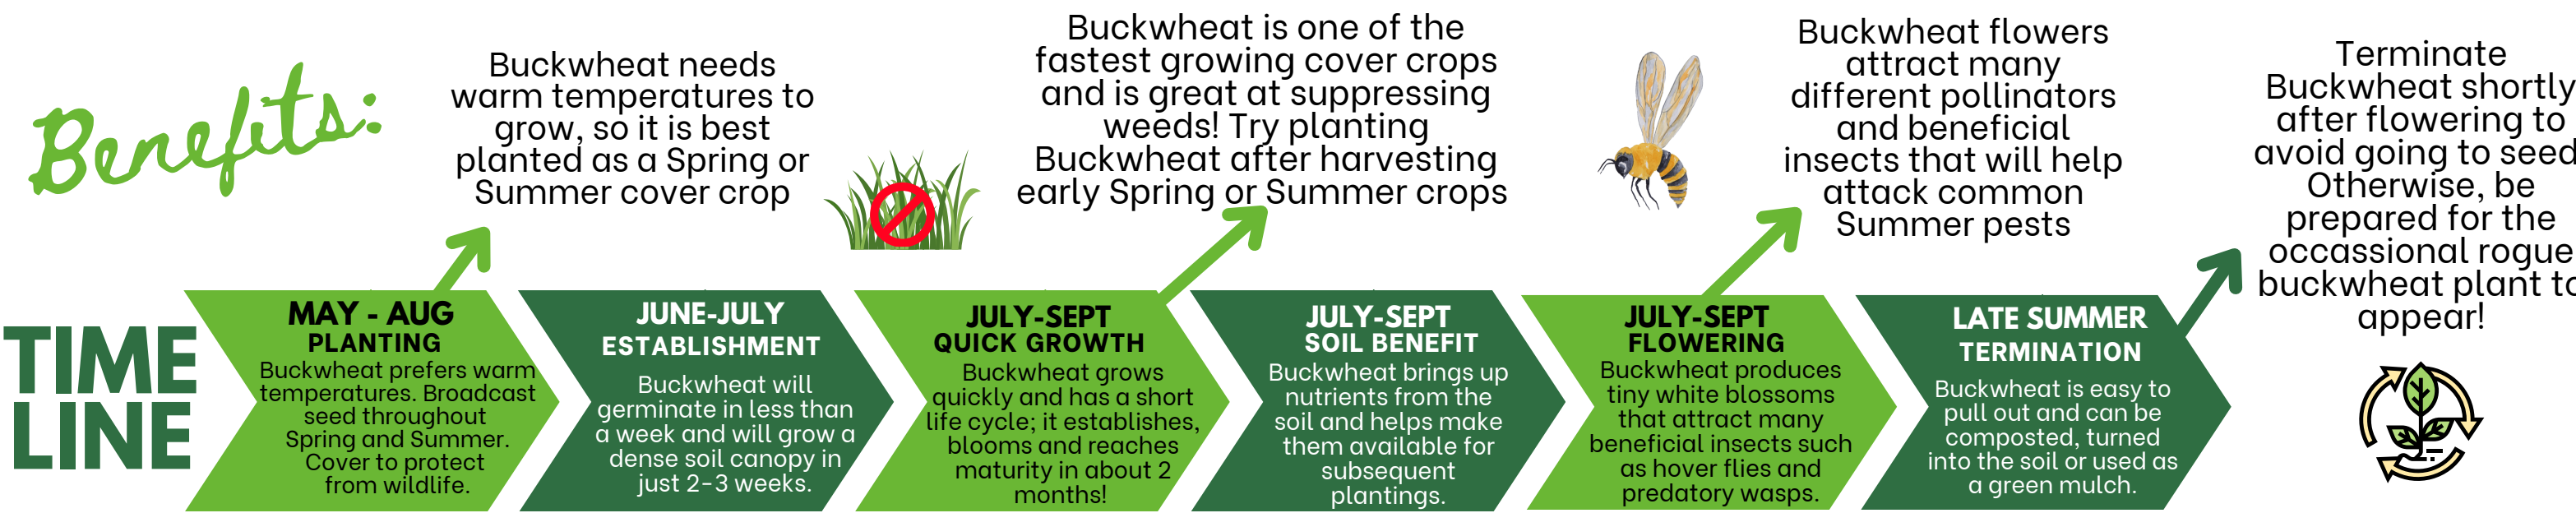 Benefits:
Buckwheat needs
warm temperatures to
grow, so it is best
planted as a Spring or
Summer cover crop
Buckwheat is one of the
fastest growing cover crops
and is great at suppressing
weeds! Try planting
Buckwheat after harvesting
early Spring or Summer crops
Buckwheat flowers
attract many
different pollinators
and beneficial
insects that will help
attack common
Summer pests
Terminate
Buckwheat shortly
after flowering to
avoid going to seed
Otherwise, be
prepared for the
occassional rogue
buckwheat plant to
appear!
TIME
LINE
MAY - AUG
PLANTING
Buckwheat prefers warm
temperatures. Broadcast
seed throughout
Spring and Summer.
Cover to protect
from wildlife.
JUNE-JULY
ESTABLISHMENT
Buckwheat will
germinate in less than
a week and will grow a
dense soil canopy in
just 2-3 weeks.
JULY-SEPT
QUICK GROWTH
Buckwheat grows
quickly and has a short
life cycle; it establishes,
blooms and reaches
maturity in about 2
months!
JULY-SEPT
SOIL BENEFIT
Buckwheat brings up
nutrients from the
soil and helps make
them available for
subsequent
plantings.
JULY-SEPT
FLOWERING
Buckwheat produces
tiny white blossoms
that attract many
beneficial insects such
as hover flies and
predatory wasps.
LATE SUMMER
TERMINATION
Buckwheat is easy to
pull out and can be
composted, turned
into the soil or used as
a green mulch.